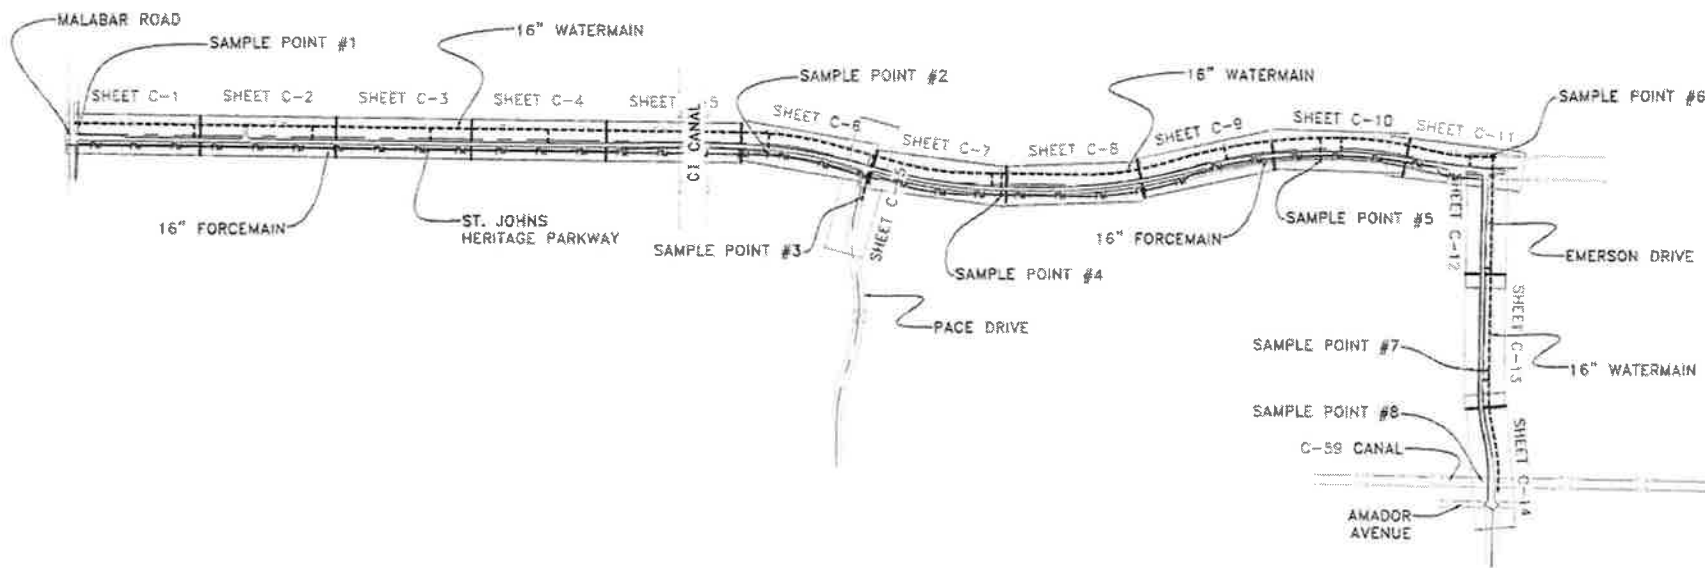 MALABAR ROAD
SAMPLE POINT #1
16" WATERMAIN
SAMPLE POINT #2
16" WATERMAIN
SAMPLE POINT #6
SHEET C-1
SHEET C-2
SHEET C-3
SHEET C-4
SHEET
CANAL
SHEET C-6
SHEET C-7
SHEET C-8
SHEET C-9
SHEET C-10
SHEET C-11
16" FORCEMAIN
ST. JOHNS
HERITAGE PARKWAY
SAMPLE POINT #3
SHEET
SAMPLE POINT #4
16" FORCEMAIN
SAMPLE POINT #5
SHEET C-12
EMERSON DRIVE
PACE DRIVE
SAMPLE POINT #7
SHEET C-13
16" WATERMAIN
SAMPLE POINT #8
C-59 CANAL
SHEET C-14
AMADOR
AVENUE